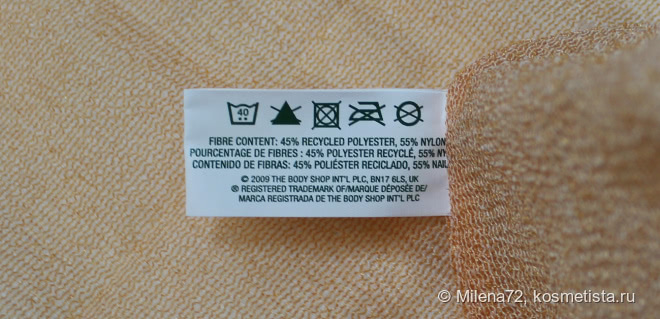 40
FIBRE CONTENT: 45% RECYCLED POLYESTER, 55% NYLON
POURCENTAGE DE FIBRES : 45% POLYESTER RECYCLÉ, 55% NY
CONTENIDO DE FIBRAS: 45% POLIÉSTER RECICLADO, 55% NAIL
© 2009 THE BODY SHOP INT'L PLC, BN17 6LS, UK
® REGISTERED TRADEMARK OF/MARQUE DÉPOSÉE DE/
MARCA REGISTRADA DE THE BODY SHOP INT'L PLC
© Milena72, kosmetista.ru